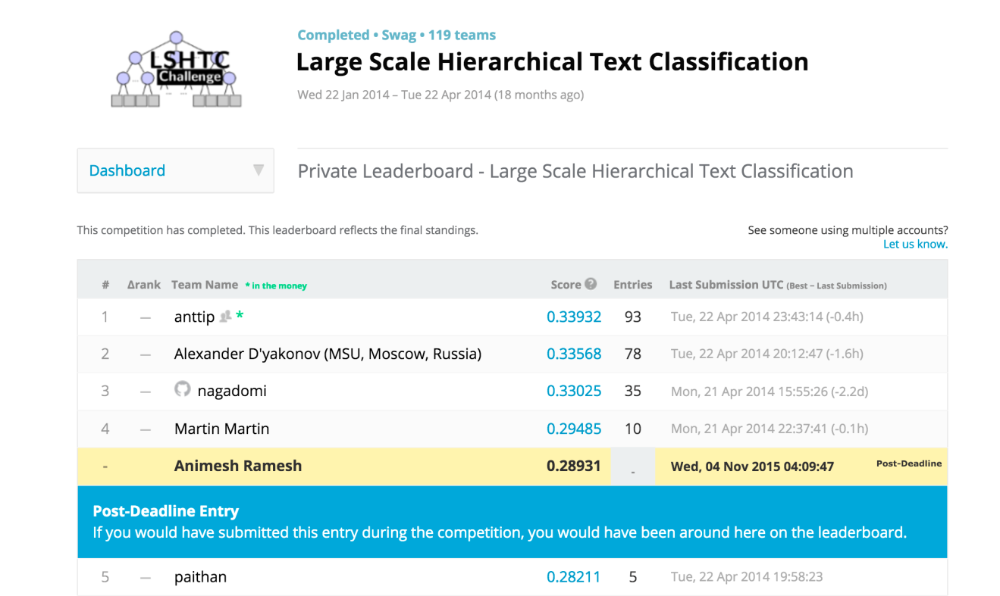 LSHTC
Challenge
Completed • Swag • 119 teams
Large Scale Hierarchical Text Classification
Wed 22 Jan 2014 – Tue 22 Apr 2014 (18 months ago)
Dashboard
Private Leaderboard - Large Scale Hierarchical Text Classification
This competition has completed. This leaderboard reflects the final standings.
See someone using multiple accounts?
Let us know.
# Δrank Team Name * in the money Score ? Entries Last Submission UTC (Best – Last Submission)
1 — anttip * 0.33932 93 Tue, 22 Apr 2014 23:43:14 (-0.4h)
2 — Alexander D'yakonov (MSU, Moscow, Russia) 0.33568 78 Tue, 22 Apr 2014 20:12:47 (-1.6h)
3 — nagadomi 0.33025 35 Mon, 21 Apr 2014 15:55:26 (-2.2d)
4 — Martin Martin 0.29485 10 Mon, 21 Apr 2014 22:37:41 (-0.1h)
- Animesh Ramesh 0.28931 - Wed, 04 Nov 2015 04:09:47 Post-Deadline
Post-Deadline Entry
If you would have submitted this entry during the competition, you would have been around here on the leaderboard.
5 — paithan 0.28211 5 Tue, 22 Apr 2014 19:58:23